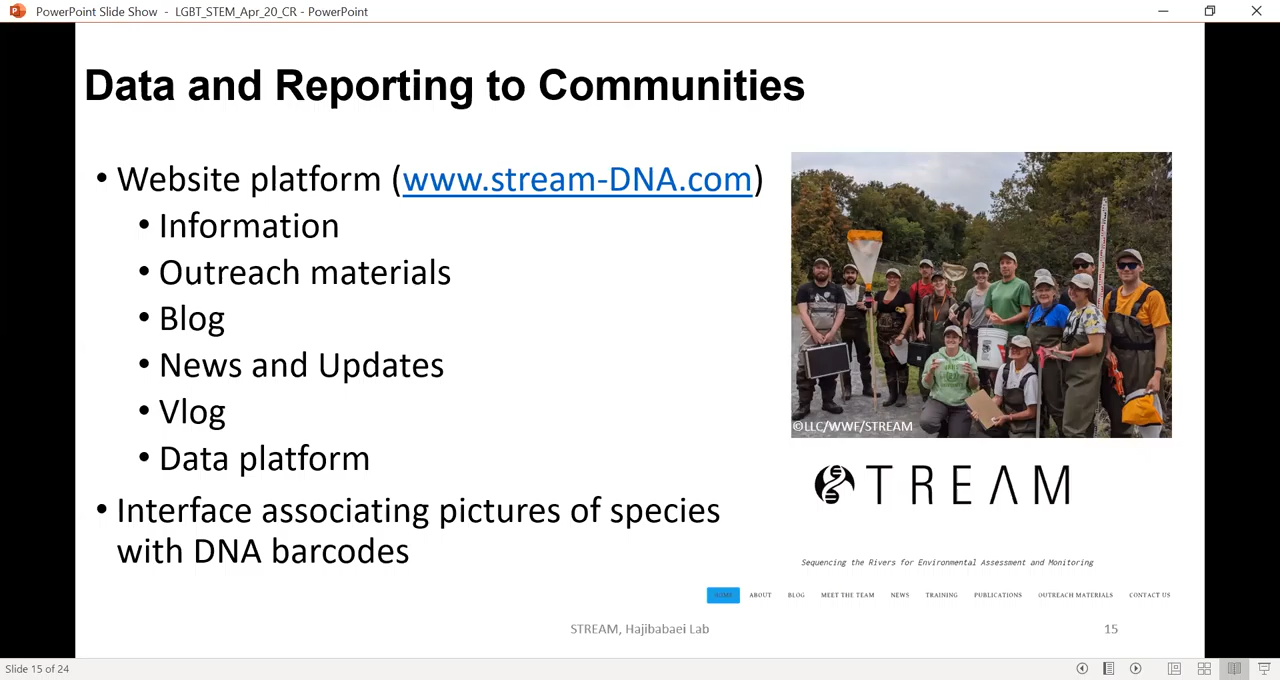 PowerPoint Slide Show - LGBT_STEM_Apr_20_CR - PowerPoint
Data and Reporting to Communities
• Website platform (www.stream-DNA.com)
• Information
• Outreach materials
• Blog
• News and Updates
• Vlog
• Data platform
• Interface associating pictures of species
with DNA barcodes
©LLC/WWF/STREAM
STREAM
Sequencing the Rivers for Environmental Assessment and Monitoring
HOME ABOUT BLOG MEET THE TEAM NEWS TRAINING PUBLICATIONS OUTREACH MATERIALS CONTACT US
STREAM, Hajibabaei Lab
15
Slide 15 of 24